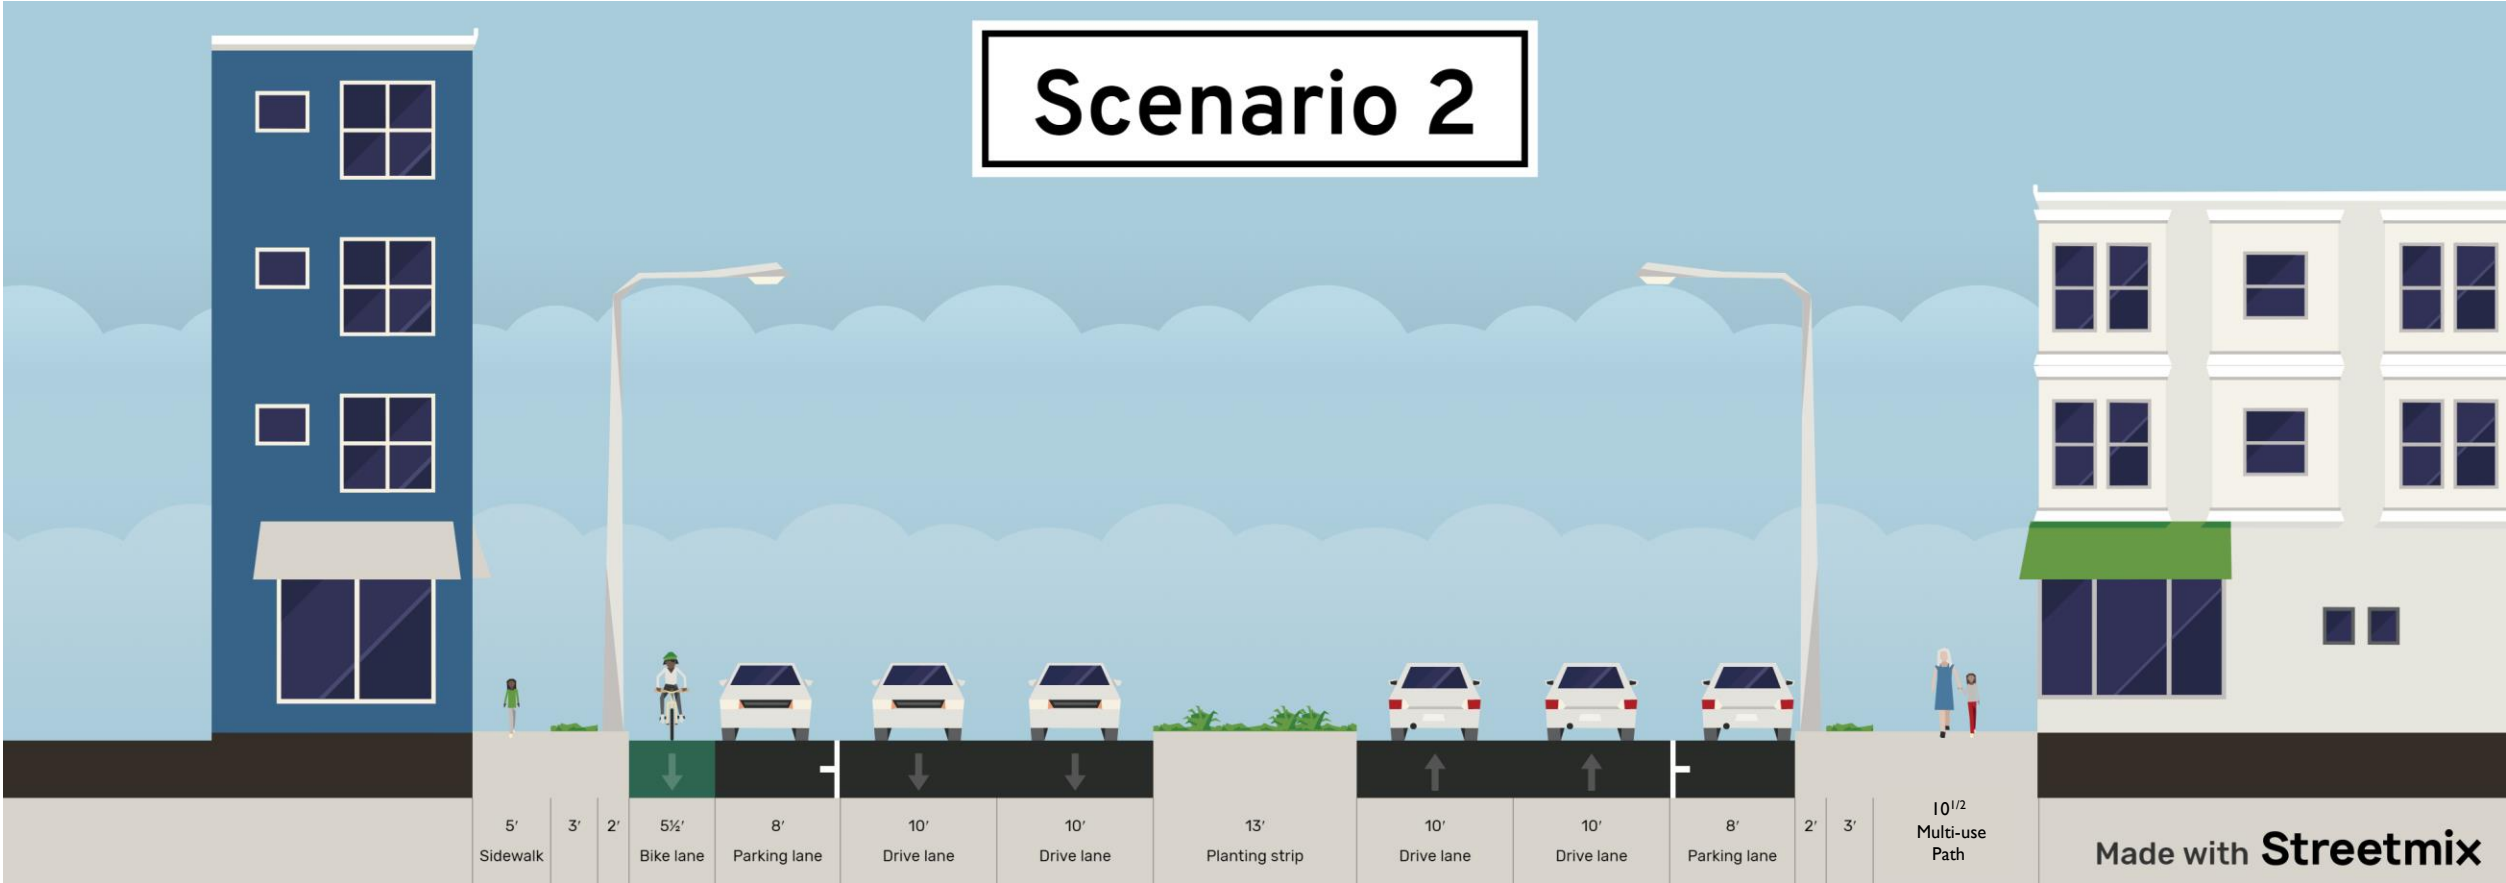 Scenario 2
5' 3' 2' 5½' 8' 10' 10' 13' 10' 10' 8' 2' 3' 10^1/2
Sidewalk Bike lane Parking lane Drive lane Drive lane Planting strip Drive lane Drive lane Parking lane Multi-use
Path
Made with Streetmix